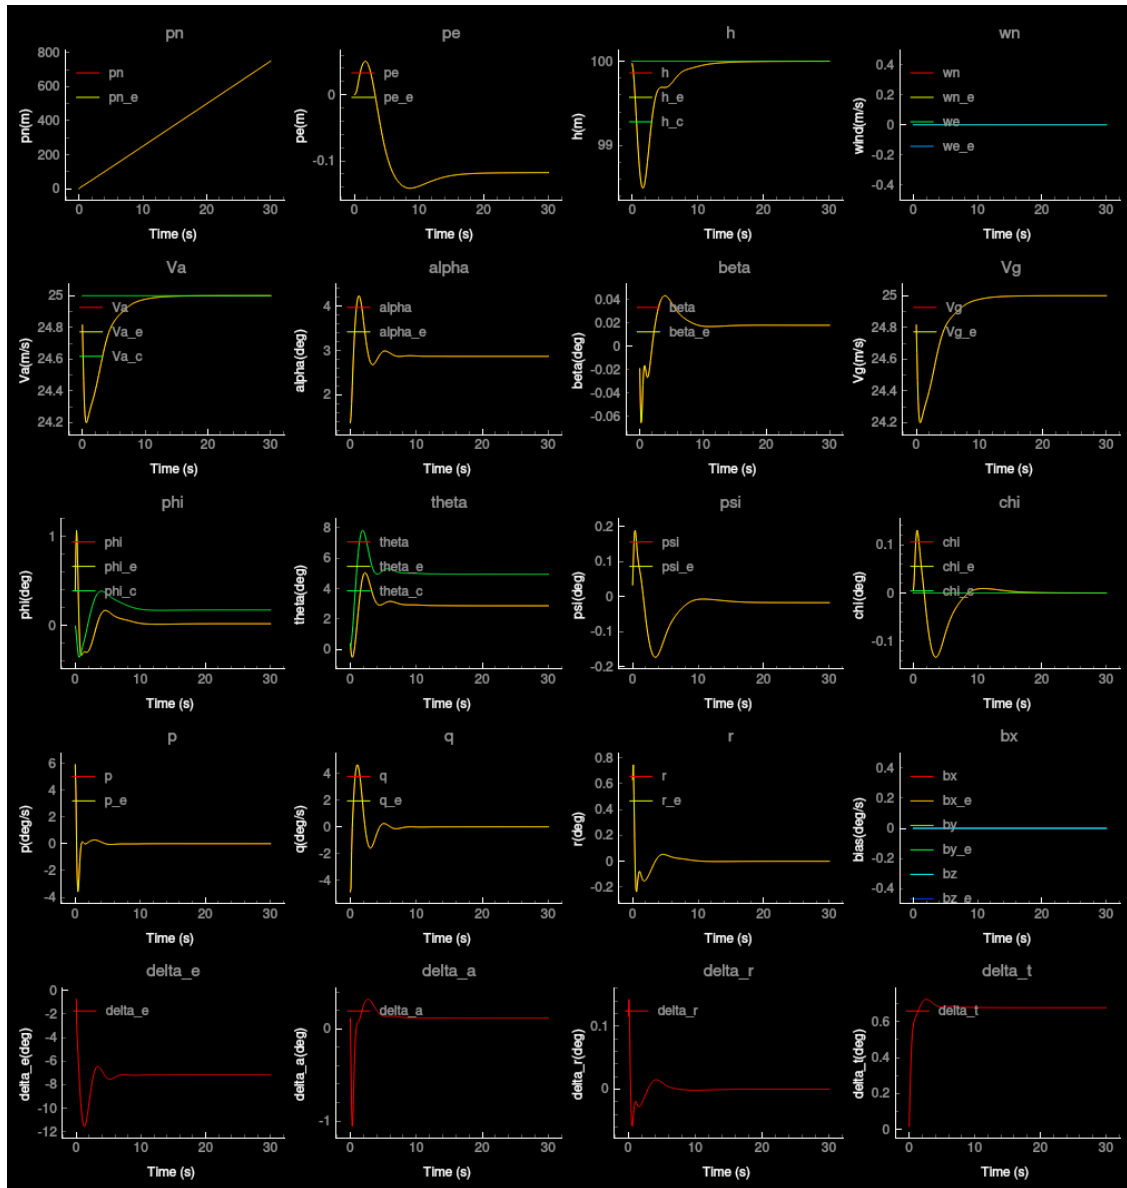 pn
pe
h
wn
800
600
400
200
0
pn(m)
pn
pn_e
0 10 20 30
Time (s)
0
-0.1
pe(m)
pe
pe_e
0 10 20 30
Time (s)
100
99
h(m)
h
h_e
h_c
0 10 20 30
Time (s)
0.4
0.2
0
-0.2
-0.4
wind(m/s)
wn
wn_e
we
we_e
0 10 20 30
Time (s)
Va
alpha
beta
Vg
25
24.8
24.6
24.4
24.2
Va(m/s)
Va
Va_e
Va_c
0 10 20 30
Time (s)
4
3
2
alpha(deg)
alpha
alpha_e
0 10 20 30
Time (s)
0.04
0.02
0
-0.02
-0.04
-0.06
beta(deg)
beta
beta_e
0 10 20 30
Time (s)
25
24.8
24.6
24.4
24.2
Vg(m/s)
Vg
Vg_e
0 10 20 30
Time (s)
phi
theta
psi
chi
1
0
phi(deg)
phi
phi_e
phi_c
0 10 20 30
Time (s)
8
6
4
2
0
theta(deg)
theta
theta_e
theta_c
0 10 20 30
Time (s)
0.2
0.1
0
-0.1
-0.2
psi(deg)
psi
psi_e
0 10 20 30
Time (s)
0.1
0
-0.1
chi(deg)
chi
chi_e
chi_c
0 10 20 30
Time (s)
p
q
r
bx
6
4
2
0
-2
-4
p(deg/s)
p
p_e
0 10 20 30
Time (s)
4
2
0
-2
-4
q(deg/s)
q
q_e
0 10 20 30
Time (s)
0.8
0.6
0.4
0.2
0
-0.2
r(deg)
r
r_e
0 10 20 30
Time (s)
0.4
0.2
0
-0.2
-0.4
bias(deg/s)
bx
bx_e
by
by_e
bz
bz_e
0 10 20 30
Time (s)
delta_e
delta_a
delta_r
delta_t
0
-2
-4
-6
-8
-10
-12
delta_e(deg)
delta_e
0 10 20 30
Time (s)
0
-1
delta_a(deg)
delta_a
0 10 20 30
Time (s)
0.1
0
delta_r(deg)
delta_r
0 10 20 30
Time (s)
0.6
0.4
0.2
0
delta_t(deg)
delta_t
0 10 20 30
Time (s)